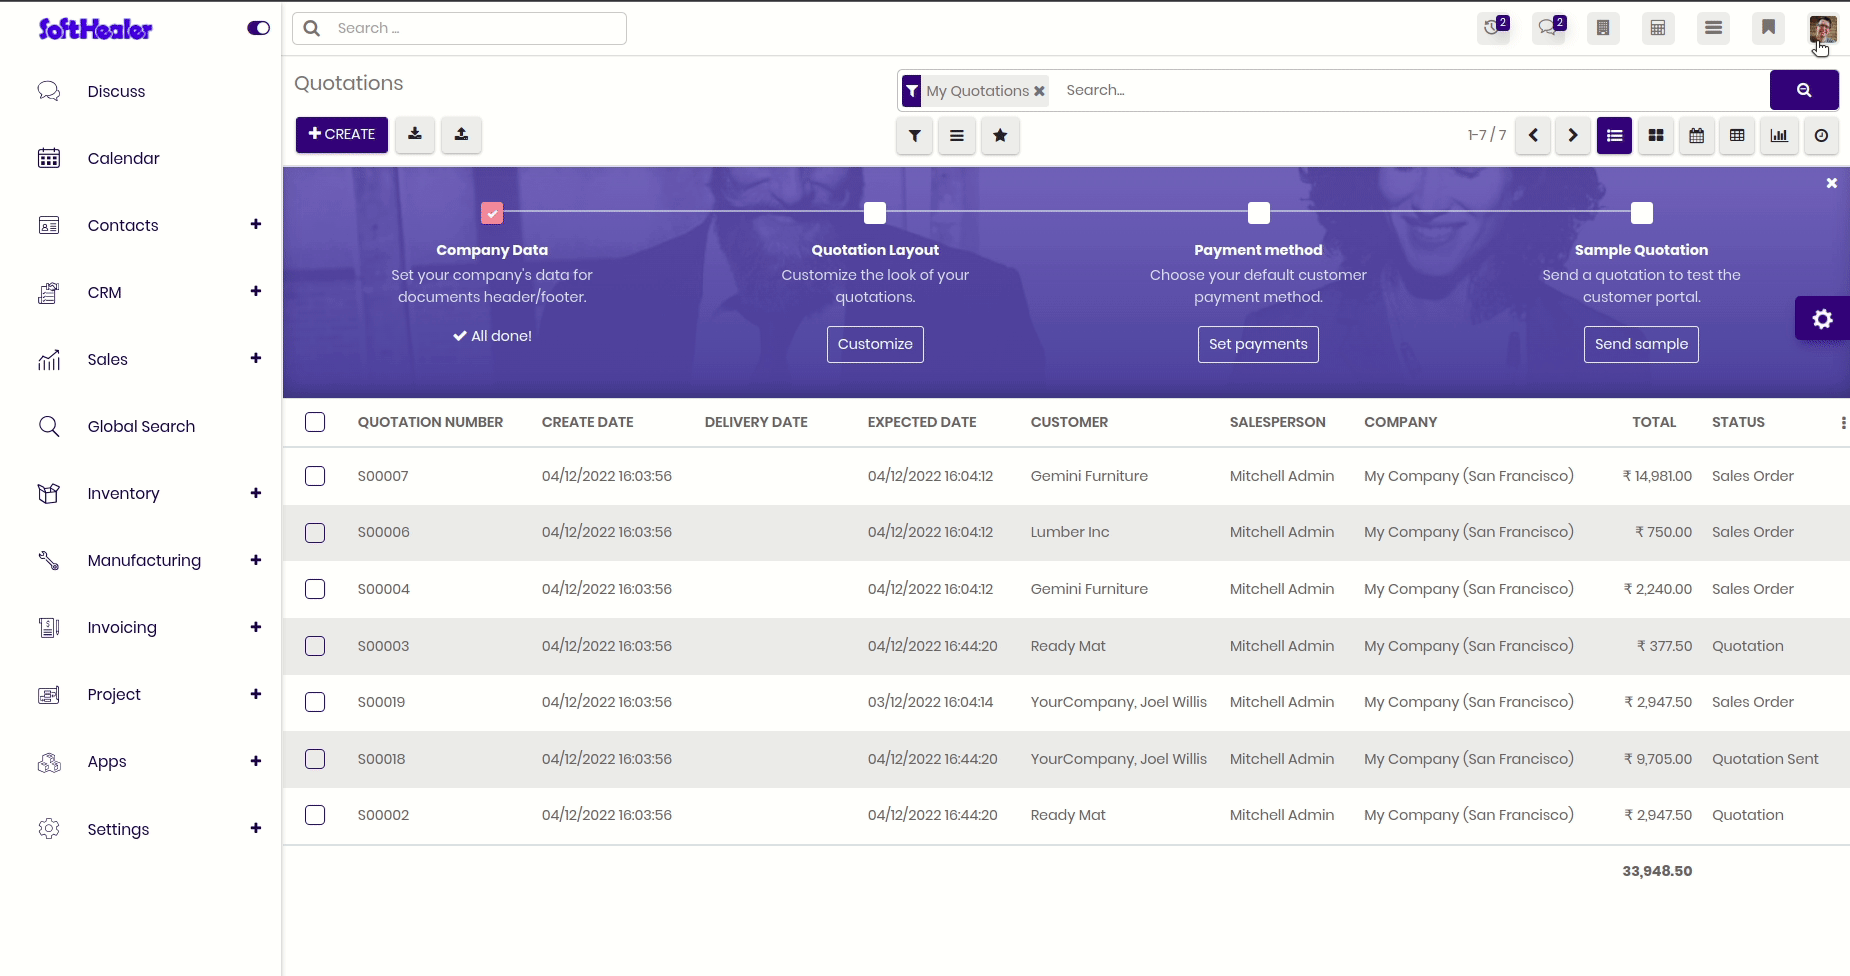 SoftHealer
Search ...
2
2
Discuss
Calendar
Contacts
CRM
Sales
Global Search
Inventory
Manufacturing
Invoicing
Project
Apps
Settings
Quotations
My Quotations
Search...
CREATE
1-7 / 7
Company Data
Set your company's data for
documents header/footer.
All done!
Quotation Layout
Customize the look of your
quotations.
Customize
Payment method
Choose your default customer
payment method.
Set payments
Sample Quotation
Send a quotation to test the
customer portal.
Send sample
QUOTATION NUMBER CREATE DATE DELIVERY DATE EXPECTED DATE CUSTOMER SALESPERSON COMPANY TOTAL STATUS
S00007 04/12/2022 16:03:56 04/12/2022 16:04:12 Gemini Furniture Mitchell Admin My Company (San Francisco) ₹ 14,981.00 Sales Order
S00006 04/12/2022 16:03:56 04/12/2022 16:04:12 Lumber Inc Mitchell Admin My Company (San Francisco) ₹ 750.00 Sales Order
S00004 04/12/2022 16:03:56 04/12/2022 16:04:12 Gemini Furniture Mitchell Admin My Company (San Francisco) ₹ 2,240.00 Sales Order
S00003 04/12/2022 16:03:56 04/12/2022 16:44:20 Ready Mat Mitchell Admin My Company (San Francisco) ₹ 377.50 Quotation
S00019 04/12/2022 16:03:56 03/12/2022 16:04:14 YourCompany, Joel Willis Mitchell Admin My Company (San Francisco) ₹ 2,947.50 Sales Order
S00018 04/12/2022 16:03:56 04/12/2022 16:44:20 YourCompany, Joel Willis Mitchell Admin My Company (San Francisco) ₹ 9,705.00 Quotation Sent
S00002 04/12/2022 16:03:56 04/12/2022 16:44:20 Ready Mat Mitchell Admin My Company (San Francisco) ₹ 2,947.50 Quotation
33,948.50